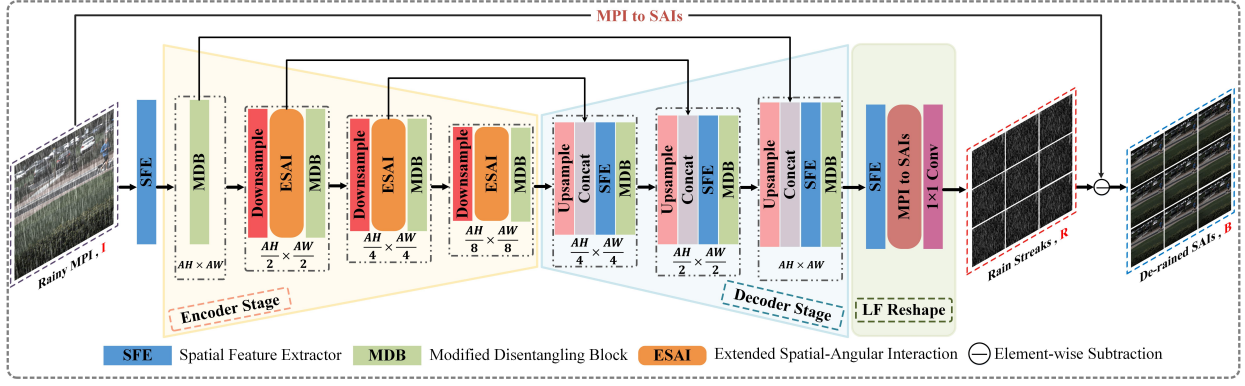 MPI to SAIs
Rainy MPI , I
SFE
MDB
AH × AW
Downsample
ESAI
MDB
AH/2 × AW/2
Downsample
ESAI
MDB
AH/4 × AW/4
Downsample
ESAI
MDB
AH/8 × AW/8
Encoder Stage
Upsample
Concat
SFE
MDB
AH/4 × AW/4
Upsample
Concat
SFE
MDB
AH/2 × AW/2
Upsample
Concat
SFE
MDB
AH × AW
Decoder Stage
SFE
MPI to SAIs
1×1 Conv
LF Reshape
Rain Streaks , R
De-rained SAIs , B
SFE Spatial Feature Extractor MDB Modified Disentangling Block ESAI Extended Spatial-Angular Interaction Element-wise Subtraction